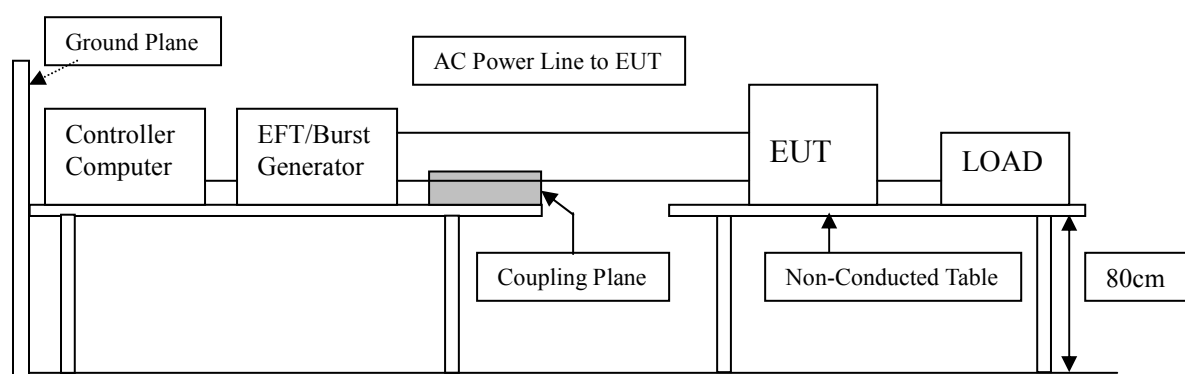 Ground Plane
AC Power Line to EUT
Controller
Computer
EFT/Burst
Generator
EUT
LOAD
Coupling Plane
Non-Conducted Table
80cm